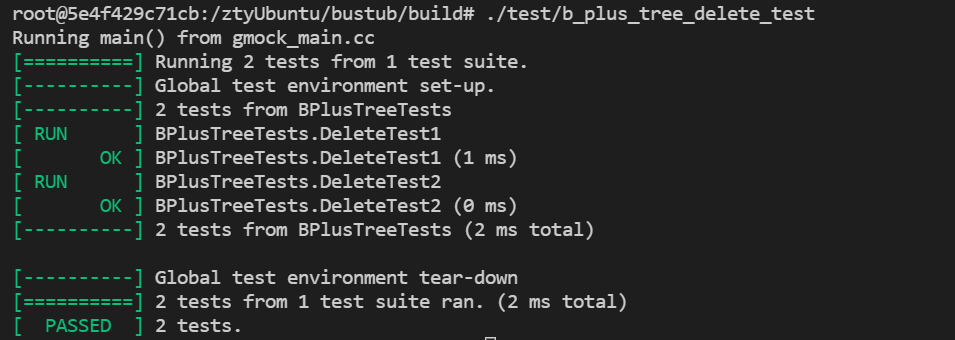 root@5e4f429c71cb:/ztyUbuntu/bustub/build# ./test/b_plus_tree_delete_test
Running main() from gmock_main.cc
[==========] Running 2 tests from 1 test suite.
[----------] Global test environment set-up.
[----------] 2 tests from BPlusTreeTests
[ RUN      ] BPlusTreeTests.DeleteTest1
[       OK ] BPlusTreeTests.DeleteTest1 (1 ms)
[ RUN      ] BPlusTreeTests.DeleteTest2
[       OK ] BPlusTreeTests.DeleteTest2 (0 ms)
[----------] 2 tests from BPlusTreeTests (2 ms total)

[----------] Global test environment tear-down
[==========] 2 tests from 1 test suite ran. (2 ms total)
[  PASSED  ] 2 tests.